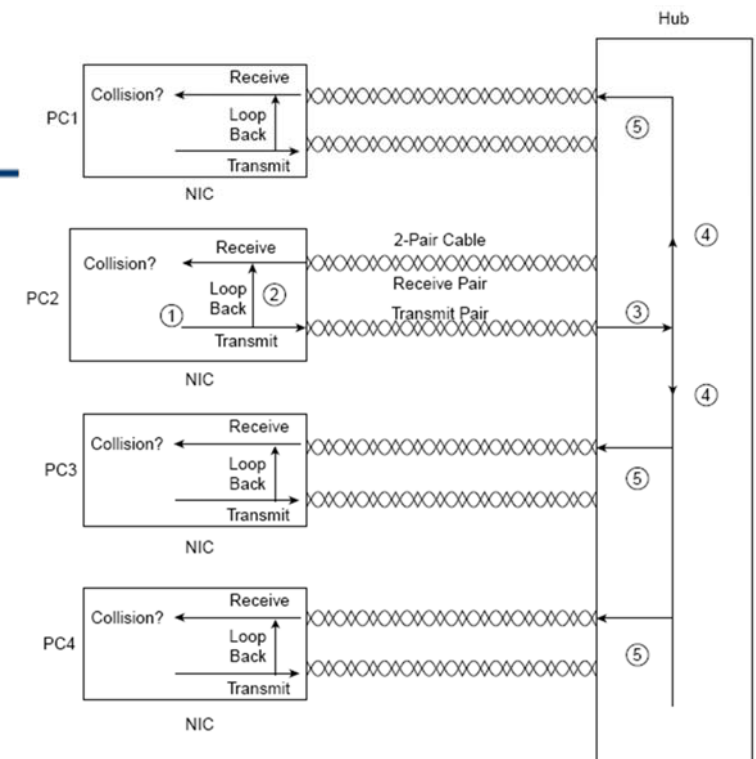 Hub
PC1
Collision?
Receive
Loop
Back
Transmit
NIC
⑤
④
PC2
Collision?
Receive
Loop
Back
①
②
Transmit
NIC
2-Pair Cable
Receive Pair
Transmit Pair
③
④
PC3
Collision?
Receive
Loop
Back
Transmit
NIC
⑤
PC4
Collision?
Receive
Loop
Back
Transmit
NIC
⑤